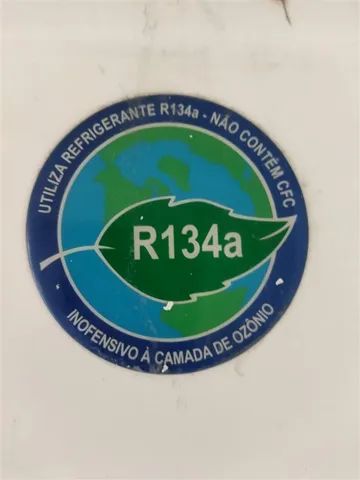 UTILIZA REFRIGERANTE R134a - NÃO CONTÉM CFC
R134a
INOFENSIVO À CAMADA DE OZÔNIO